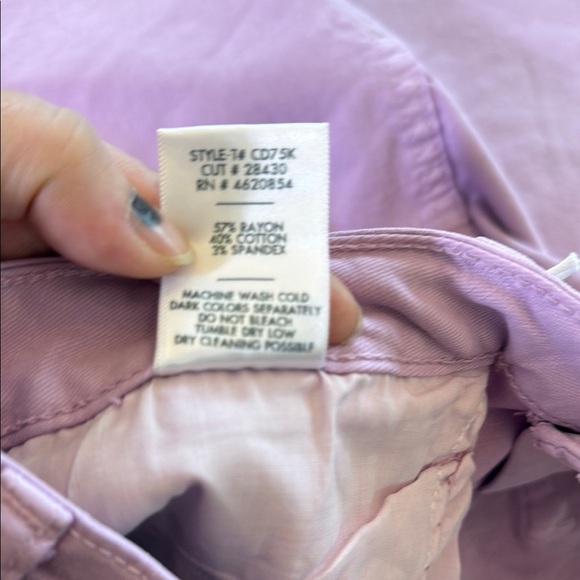 STYLE-T# CD75K
CUT # 28430
RN # 4620854
57% RAYON
40% COTTON
3% SPANDEX
MACHINE WASH COLD
DARK COLORS SEPARATELY
DO NOT BLEACH
TUMBLE DRY LOW
DRY CLEANING POSSIBLE